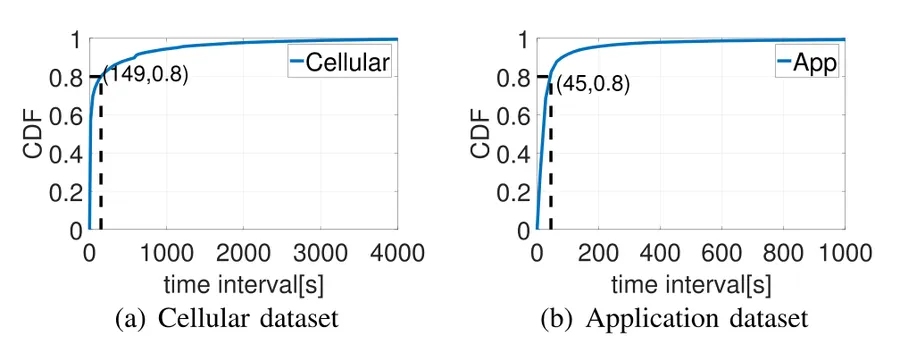 1
0.8
0.6
0.4
0.2
0
CDF
(149,0.8)
Cellular
0 1000 2000 3000 4000
time interval[s]
(a) Cellular dataset
1
0.8
0.6
0.4
0.2
0
CDF
(45,0.8)
App
0 200 400 600 800 1000
time interval[s]
(b) Application dataset